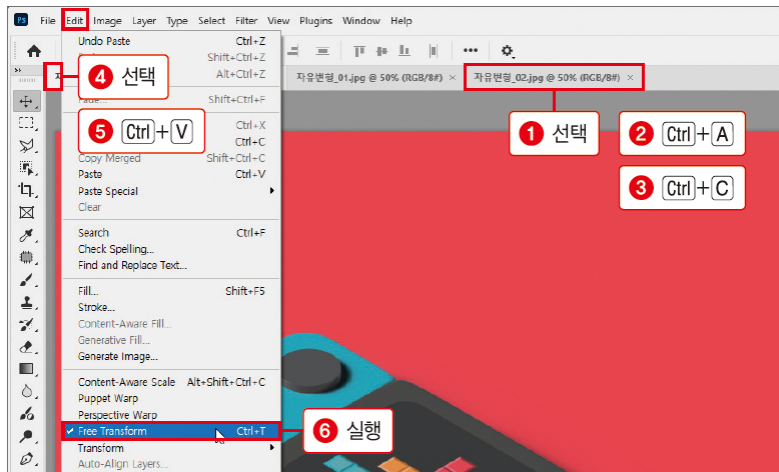 Ps File Edit Image Layer Type Select Filter View Plugins Window Help
Undo Paste Ctrl+Z
Shift+Ctrl+Z
Alt+Ctrl+Z
4 선택
자유변형_01.jpg @ 50% (RGB/8#) ×
자유변형_02.jpg @ 50% (RGB/8#) ×
Fade... Shift+Ctrl+F
5 Ctrl+V
Ctrl+X
Ctrl+C
1 선택
2 Ctrl+A
3 Ctrl+C
Copy Merged Shift+Ctrl+C
Paste Ctrl+V
Paste Special
Clear
Search Ctrl+F
Check Spelling...
Find and Replace Text...
Fill... Shift+F5
Stroke...
Content-Aware Fill...
Generative Fill...
Generate Image...
Content-Aware Scale Alt+Shift+Ctrl+C
Puppet Warp
Perspective Warp
Free Transform Ctrl+T
6 실행
Transform
Auto-Align Layers...